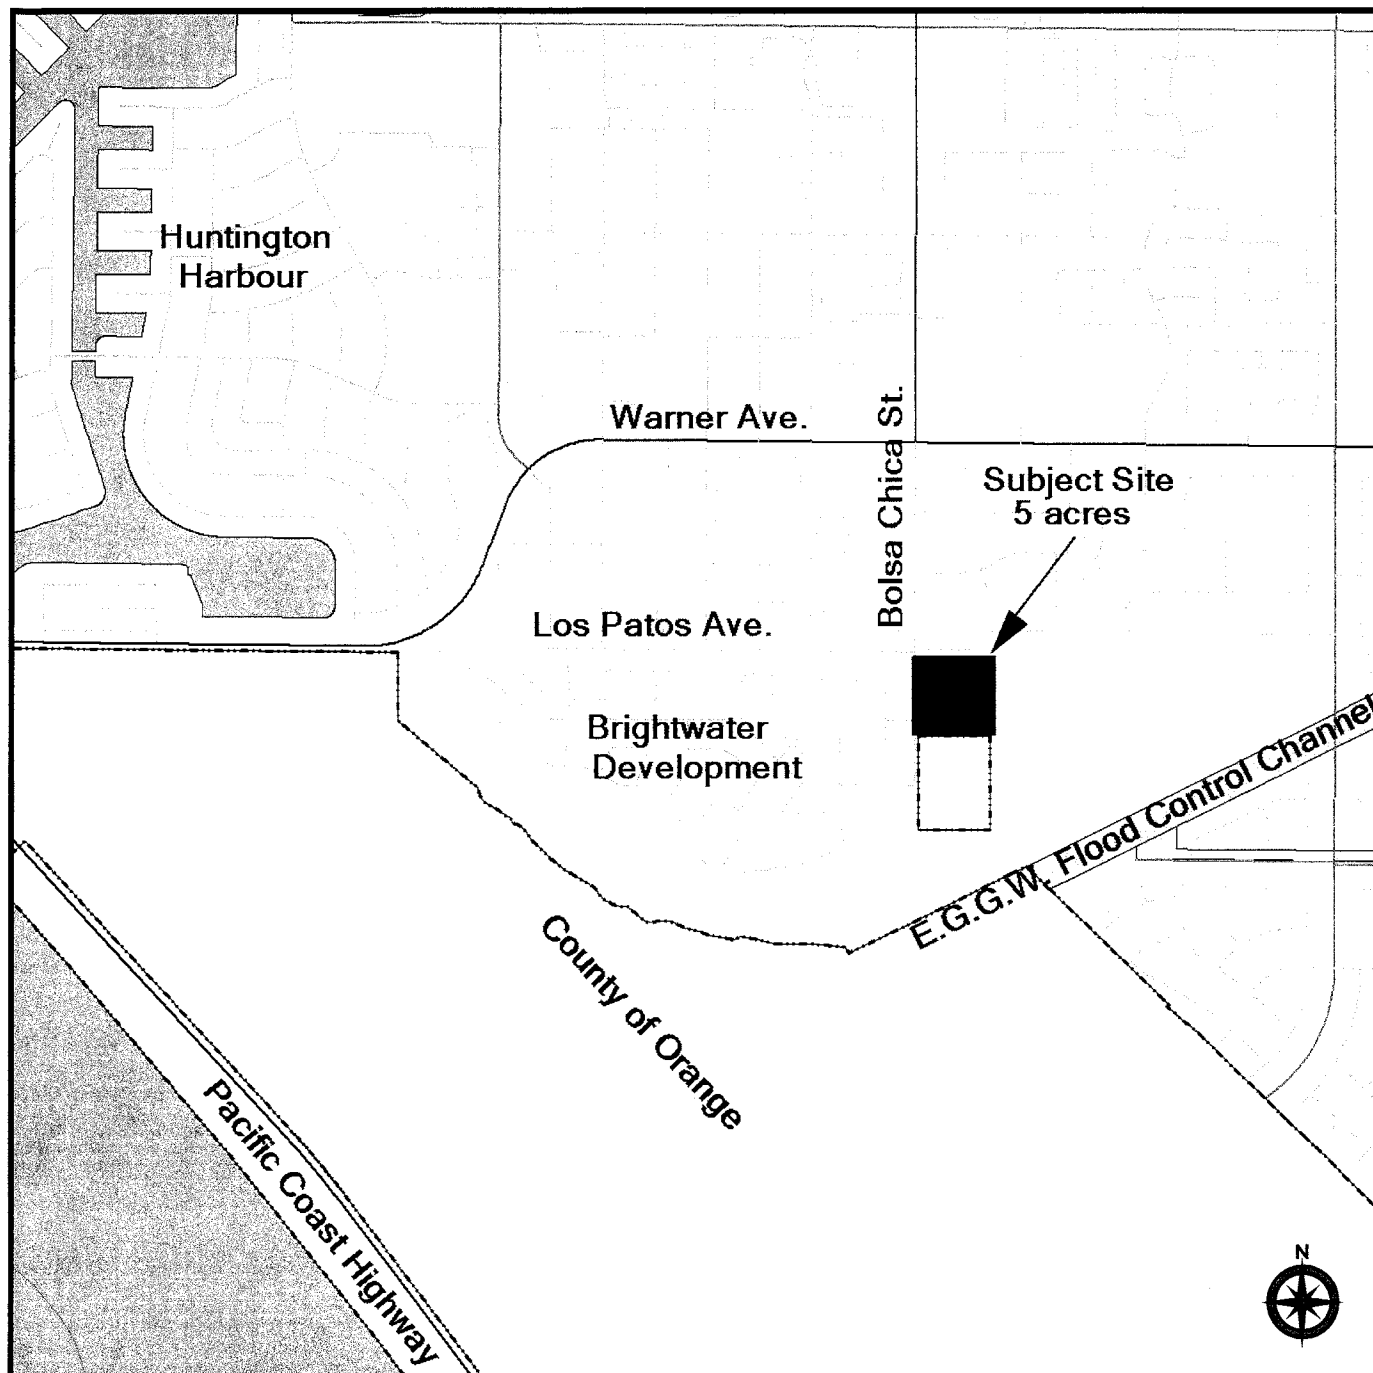 Huntington
Harbour
Warner Ave.
Bolsa Chica St.
Subject Site
5 acres
Los Patos Ave.
Brightwater
Development
E.G.G.W. Flood Control Channel
County of Orange
Pacific Coast Highway
N